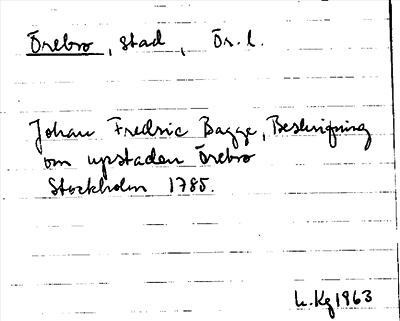 Örebro, stad, Ör. l.
Johan Fredric Bagge, Beskrifning
om upstaden Örebro
Stockholm 1785.
L. Kg 1963